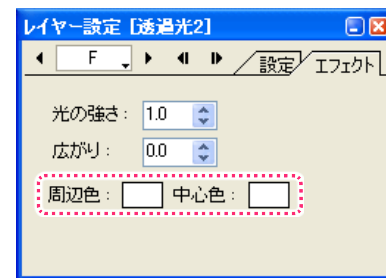 レイヤー設定 [透過光2]
F 設定 エフェクト
光の強さ： 1.0
広がり： 0.0
周辺色： 中心色：